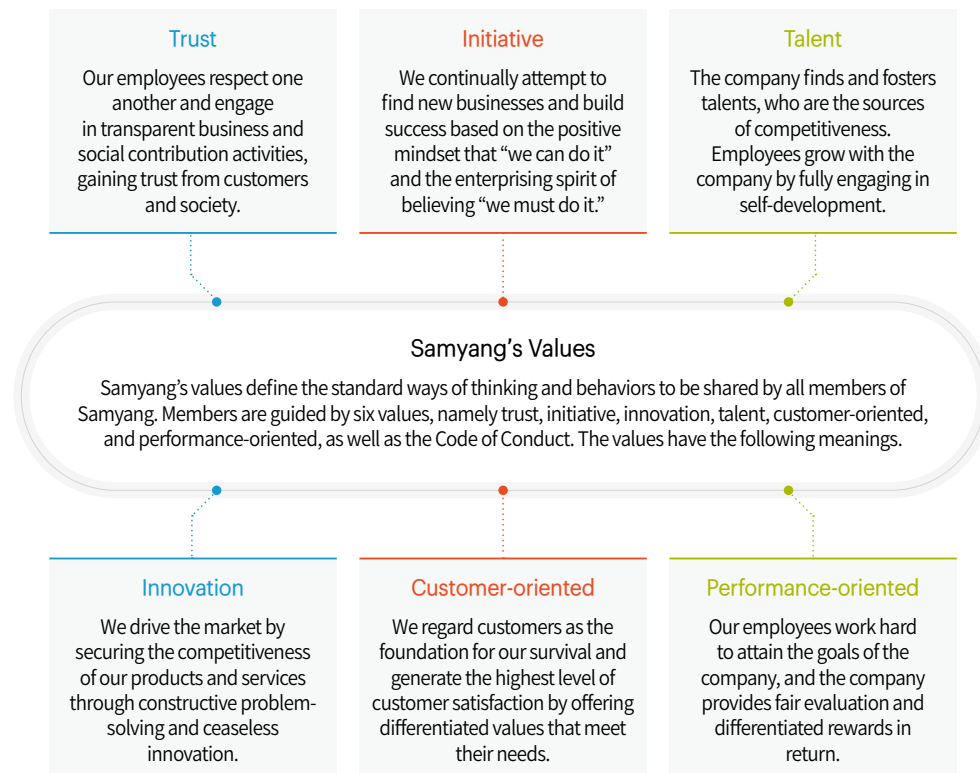 Trust
Our employees respect one
another and engage
in transparent business and
social contribution activities,
gaining trust from customers
and society.
Initiative
We continually attempt to
find new businesses and build
success based on the positive
mindset that “we can do it”
and the enterprising spirit of
believing “we must do it.”
Talent
The company finds and fosters
talents, who are the sources
of competitiveness.
Employees grow with the
company by fully engaging in
self-development.
Samyang’s Values
Samyang’s values define the standard ways of thinking and behaviors to be shared by all members of
Samyang. Members are guided by six values, namely trust, initiative, innovation, talent, customer-oriented,
and performance-oriented, as well as the Code of Conduct. The values have the following meanings.
Innovation
We drive the market by
securing the competitiveness
of our products and services
through constructive problem-
solving and ceaseless
innovation.
Customer-oriented
We regard customers as the
foundation for our survival and
generate the highest level of
customer satisfaction by offering
differentiated values that meet
their needs.
Performance-oriented
Our employees work hard
to attain the goals of the
company, and the company
provides fair evaluation and
differentiated rewards in
return.